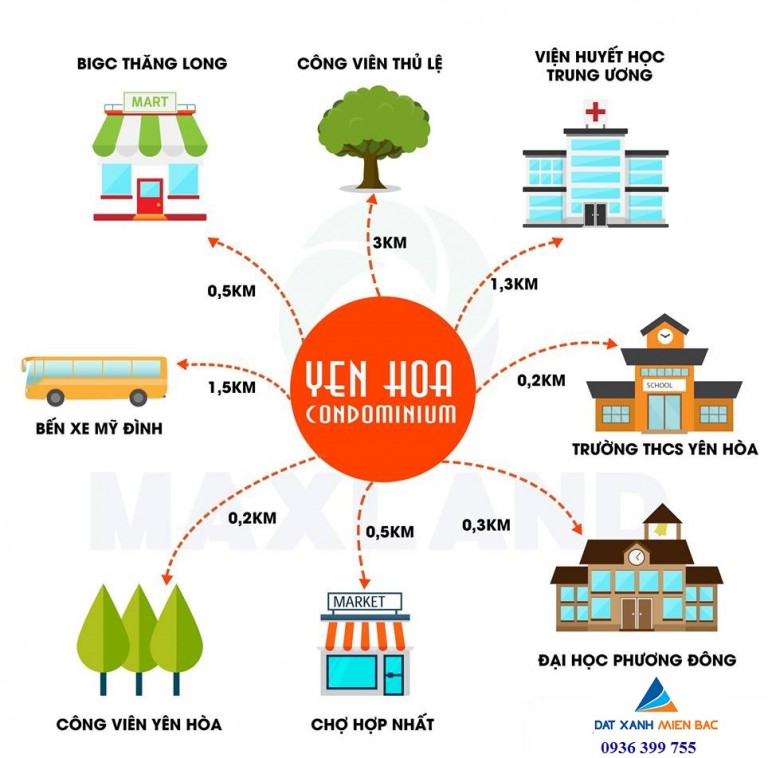 BIGC THĂNG LONG
CÔNG VIÊN THỦ LỆ
VIỆN HUYẾT HỌC
TRUNG ƯƠNG
MART
3KM
0,5KM
1,3KM
YEN HOA
CONDOMINIUM
1,5KM
0,2KM
SCHOOL
BẾN XE MỸ ĐÌNH
TRƯỜNG THCS YÊN HÒA
MAXLAND
0,2KM
0,5KM
0,3KM
MARKET
CÔNG VIÊN YÊN HÒA
CHỢ HỢP NHẤT
ĐẠI HỌC PHƯƠNG ĐÔNG
DAT XANH MIEN BAC
0936 399 755